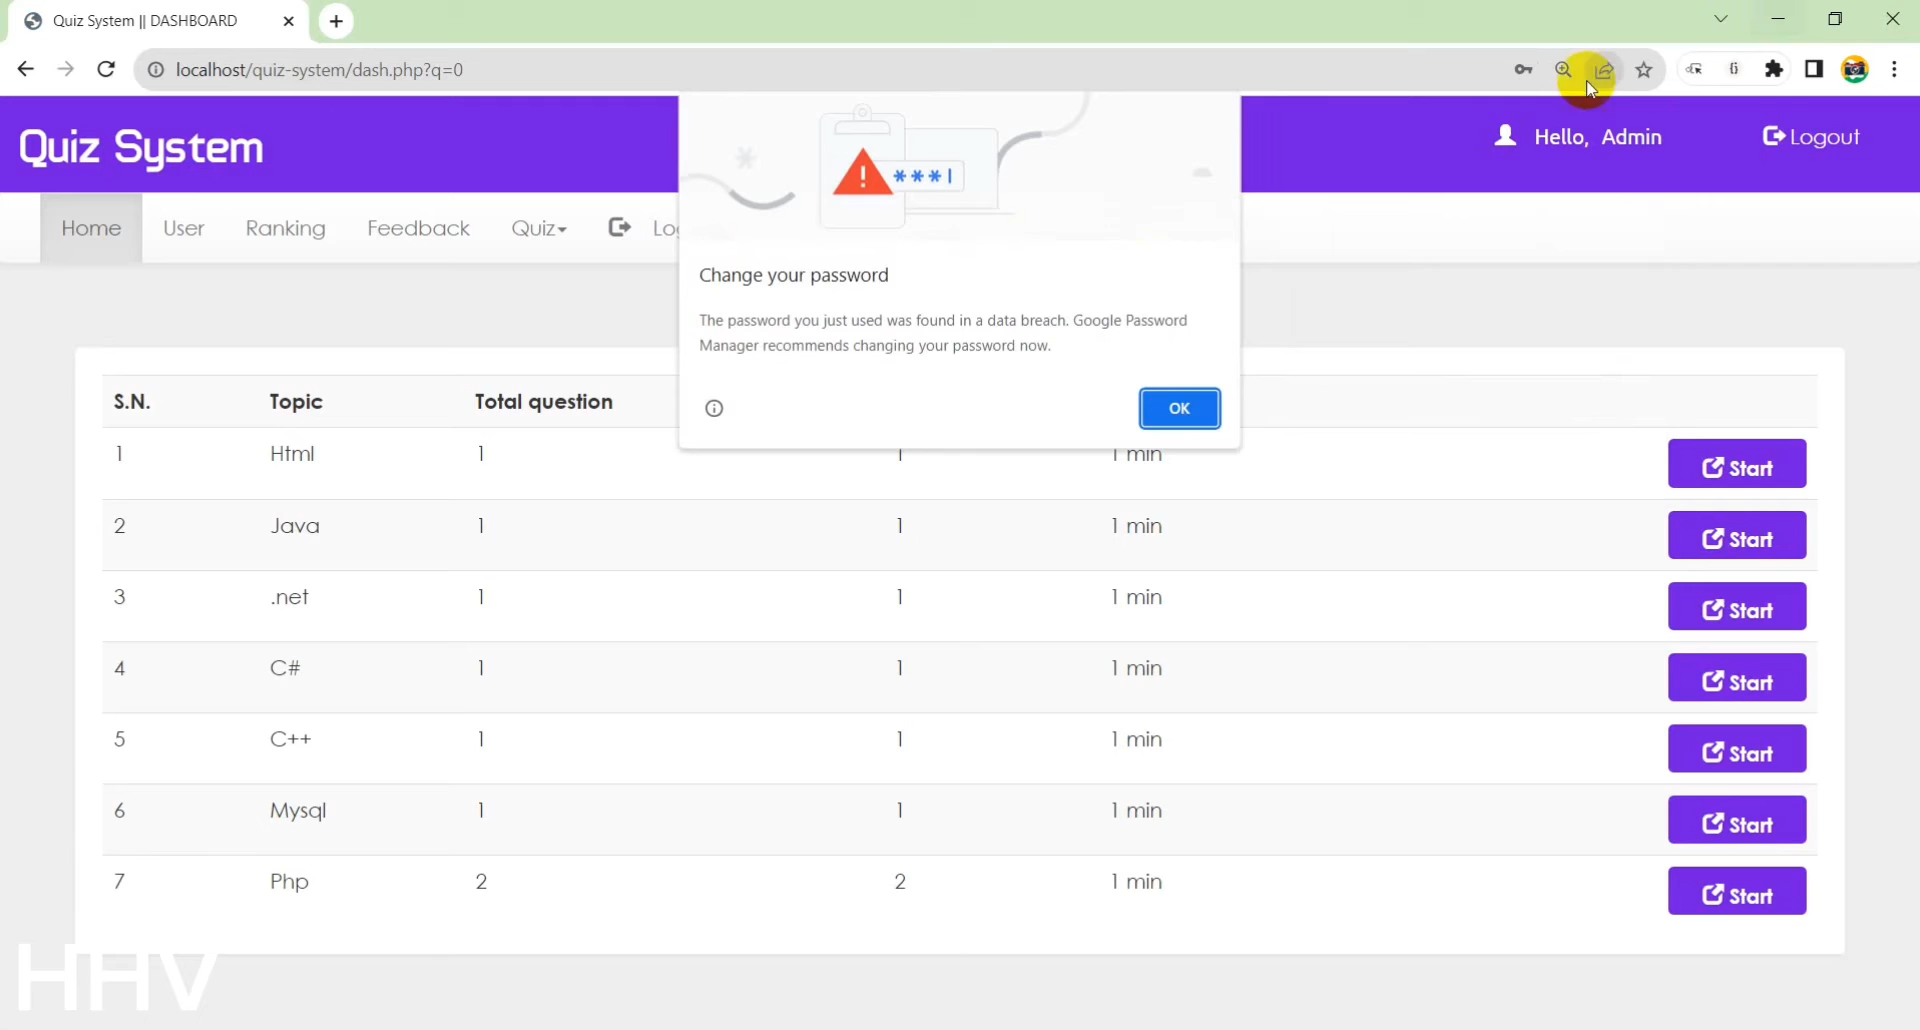 Quiz System || DASHBOARD
localhost/quiz-system/dash.php?q=0
Quiz System
Hello, Admin
Logout
Home User Ranking Feedback Quiz
***|
Change your password
The password you just used was found in a data breach. Google Password
Manager recommends changing your password now.
OK
S.N. Topic Total question
1 Html 1 1 1 min Start
2 Java 1 1 1 min Start
3 .net 1 1 1 min Start
4 C# 1 1 1 min Start
5 C++ 1 1 1 min Start
6 Mysql 1 1 1 min Start
7 Php 2 2 1 min Start
HHV